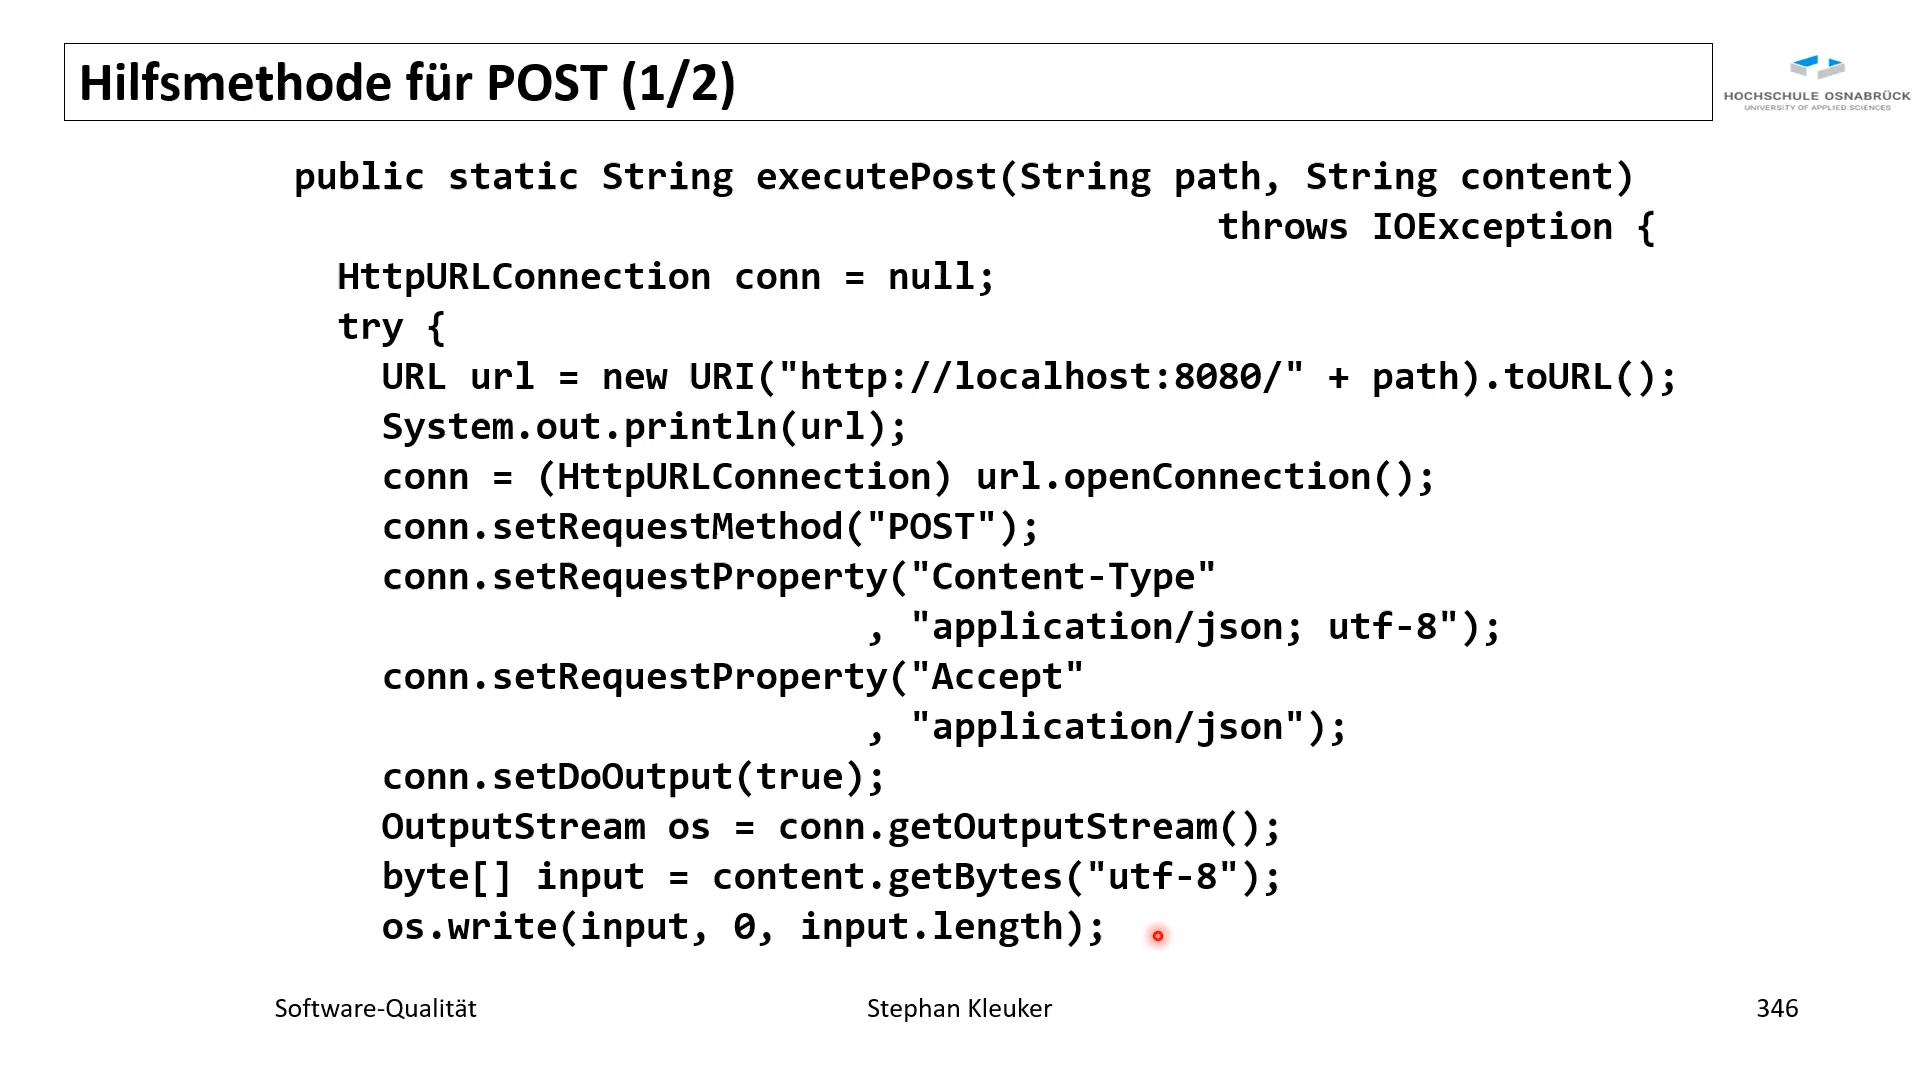 Hilfsmethode für POST (1/2)
HOCHSCHULE OSNABRÜCK
UNIVERSITY OF APPLIED SCIENCES
public static String executePost(String path, String content)
throws IOException {
HttpURLConnection conn = null;
try {
URL url = new URI("http://localhost:8080/" + path).toURL();
System.out.println(url);
conn = (HttpURLConnection) url.openConnection();
conn.setRequestMethod("POST");
conn.setRequestProperty("Content-Type"
, "application/json; utf-8");
conn.setRequestProperty("Accept"
, "application/json");
conn.setDoOutput(true);
OutputStream os = conn.getOutputStream();
byte[] input = content.getBytes("utf-8");
os.write(input, 0, input.length);
Software-Qualität
Stephan Kleuker
346